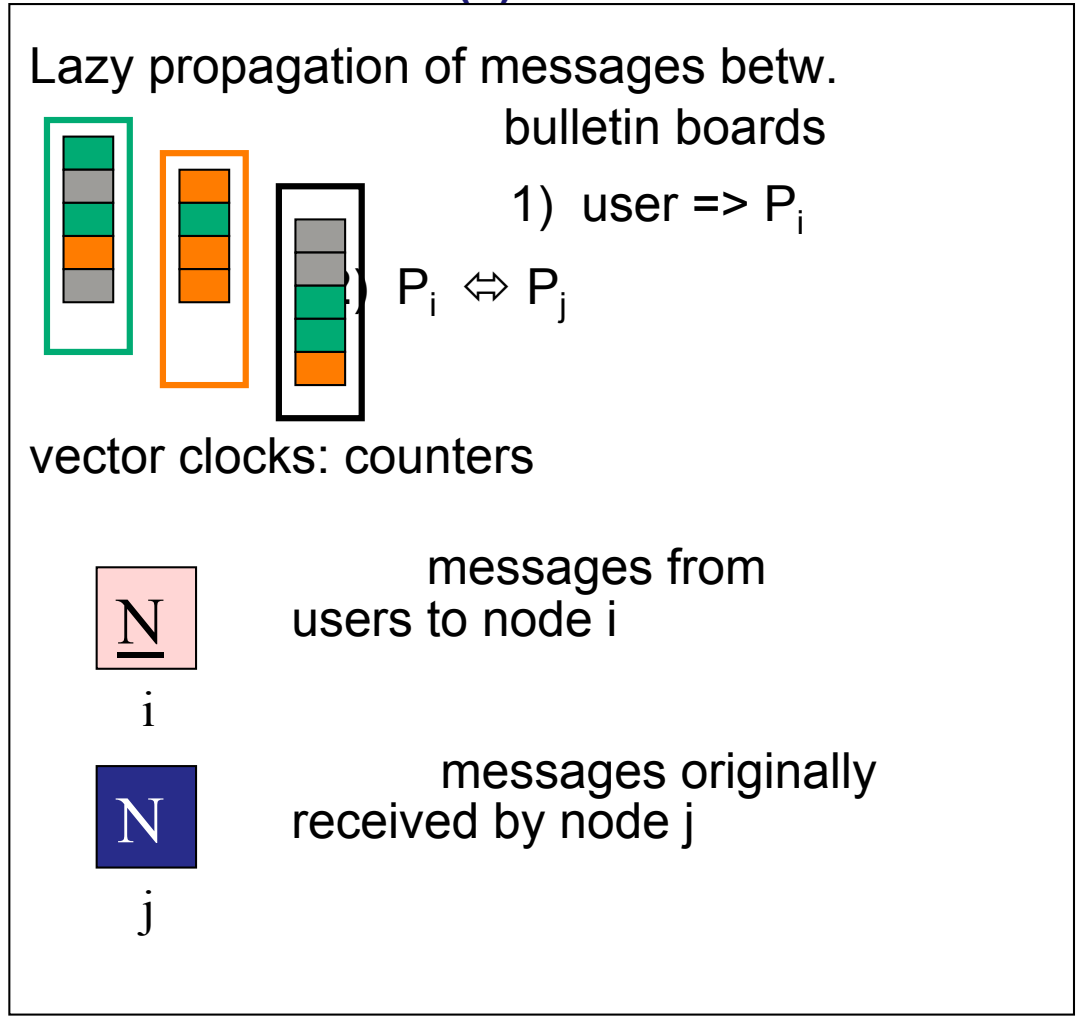 Lazy propagation of messages betw.
bulletin boards
1) user => Pi
) Pi ⇔ Pj
vector clocks: counters
messages from
N users to node i
i
messages originally
N received by node j
j